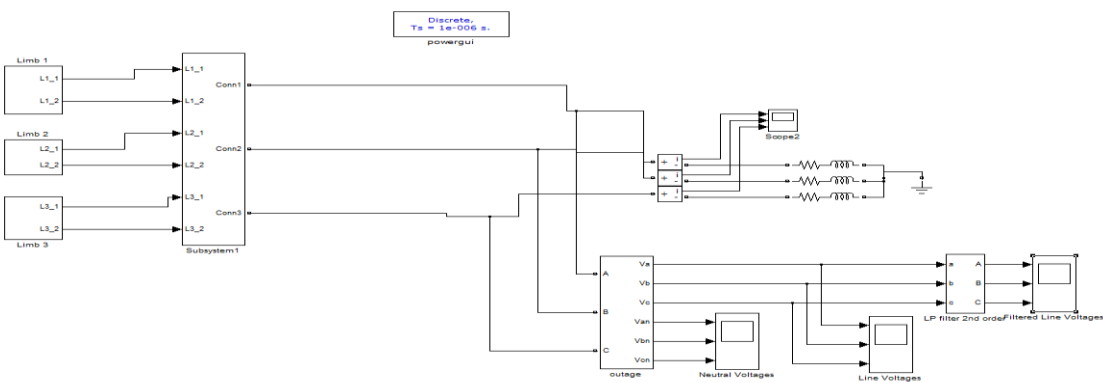 Discrete,
Ts = 1e-006 s.
powergui
Limb 1
L1_1
L1_2
Limb 2
L2_1
L2_2
L3_1
L3_2
Limb 3
L1_1
L1_2
L2_1
L2_2
L3_1
L3_2
Conn1
Conn2
Conn3
Subsystem1
Scope2
+ i
-
+ i
-
+ i
-
A
B
C
Va
Vb
Vc
Van
Vbn
Von
outage
Neutral Voltages
Line Voltages
a
b
c
A
B
C
LP filter 2nd order
Filtered Line Voltages